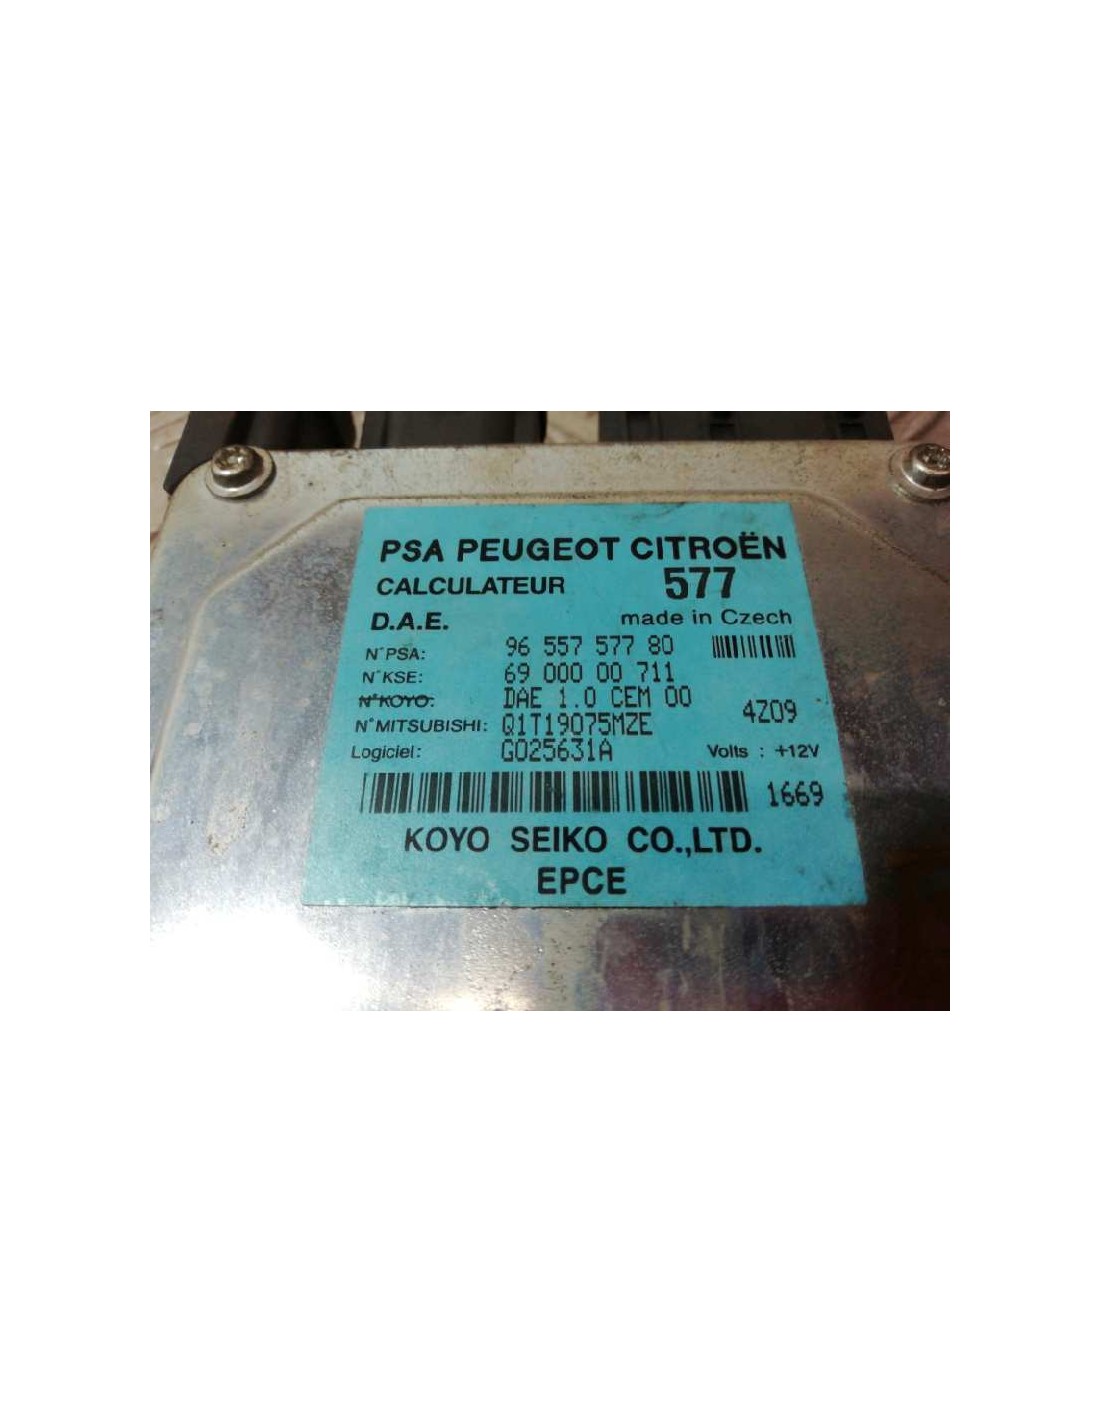 PSA PEUGEOT CITROËN
CALCULATEUR 577
D.A.E. made in Czech
N°PSA: 96 557 577 80
N°KSE: 69 000 00 711
N°KOYO: DAE 1.0 CEM 00
N°MITSUBISHI: Q1T19075MZE 4Z09
Logiciel: G025631A Volts : +12V
1669
KOYO SEIKO CO.,LTD.
EPCE